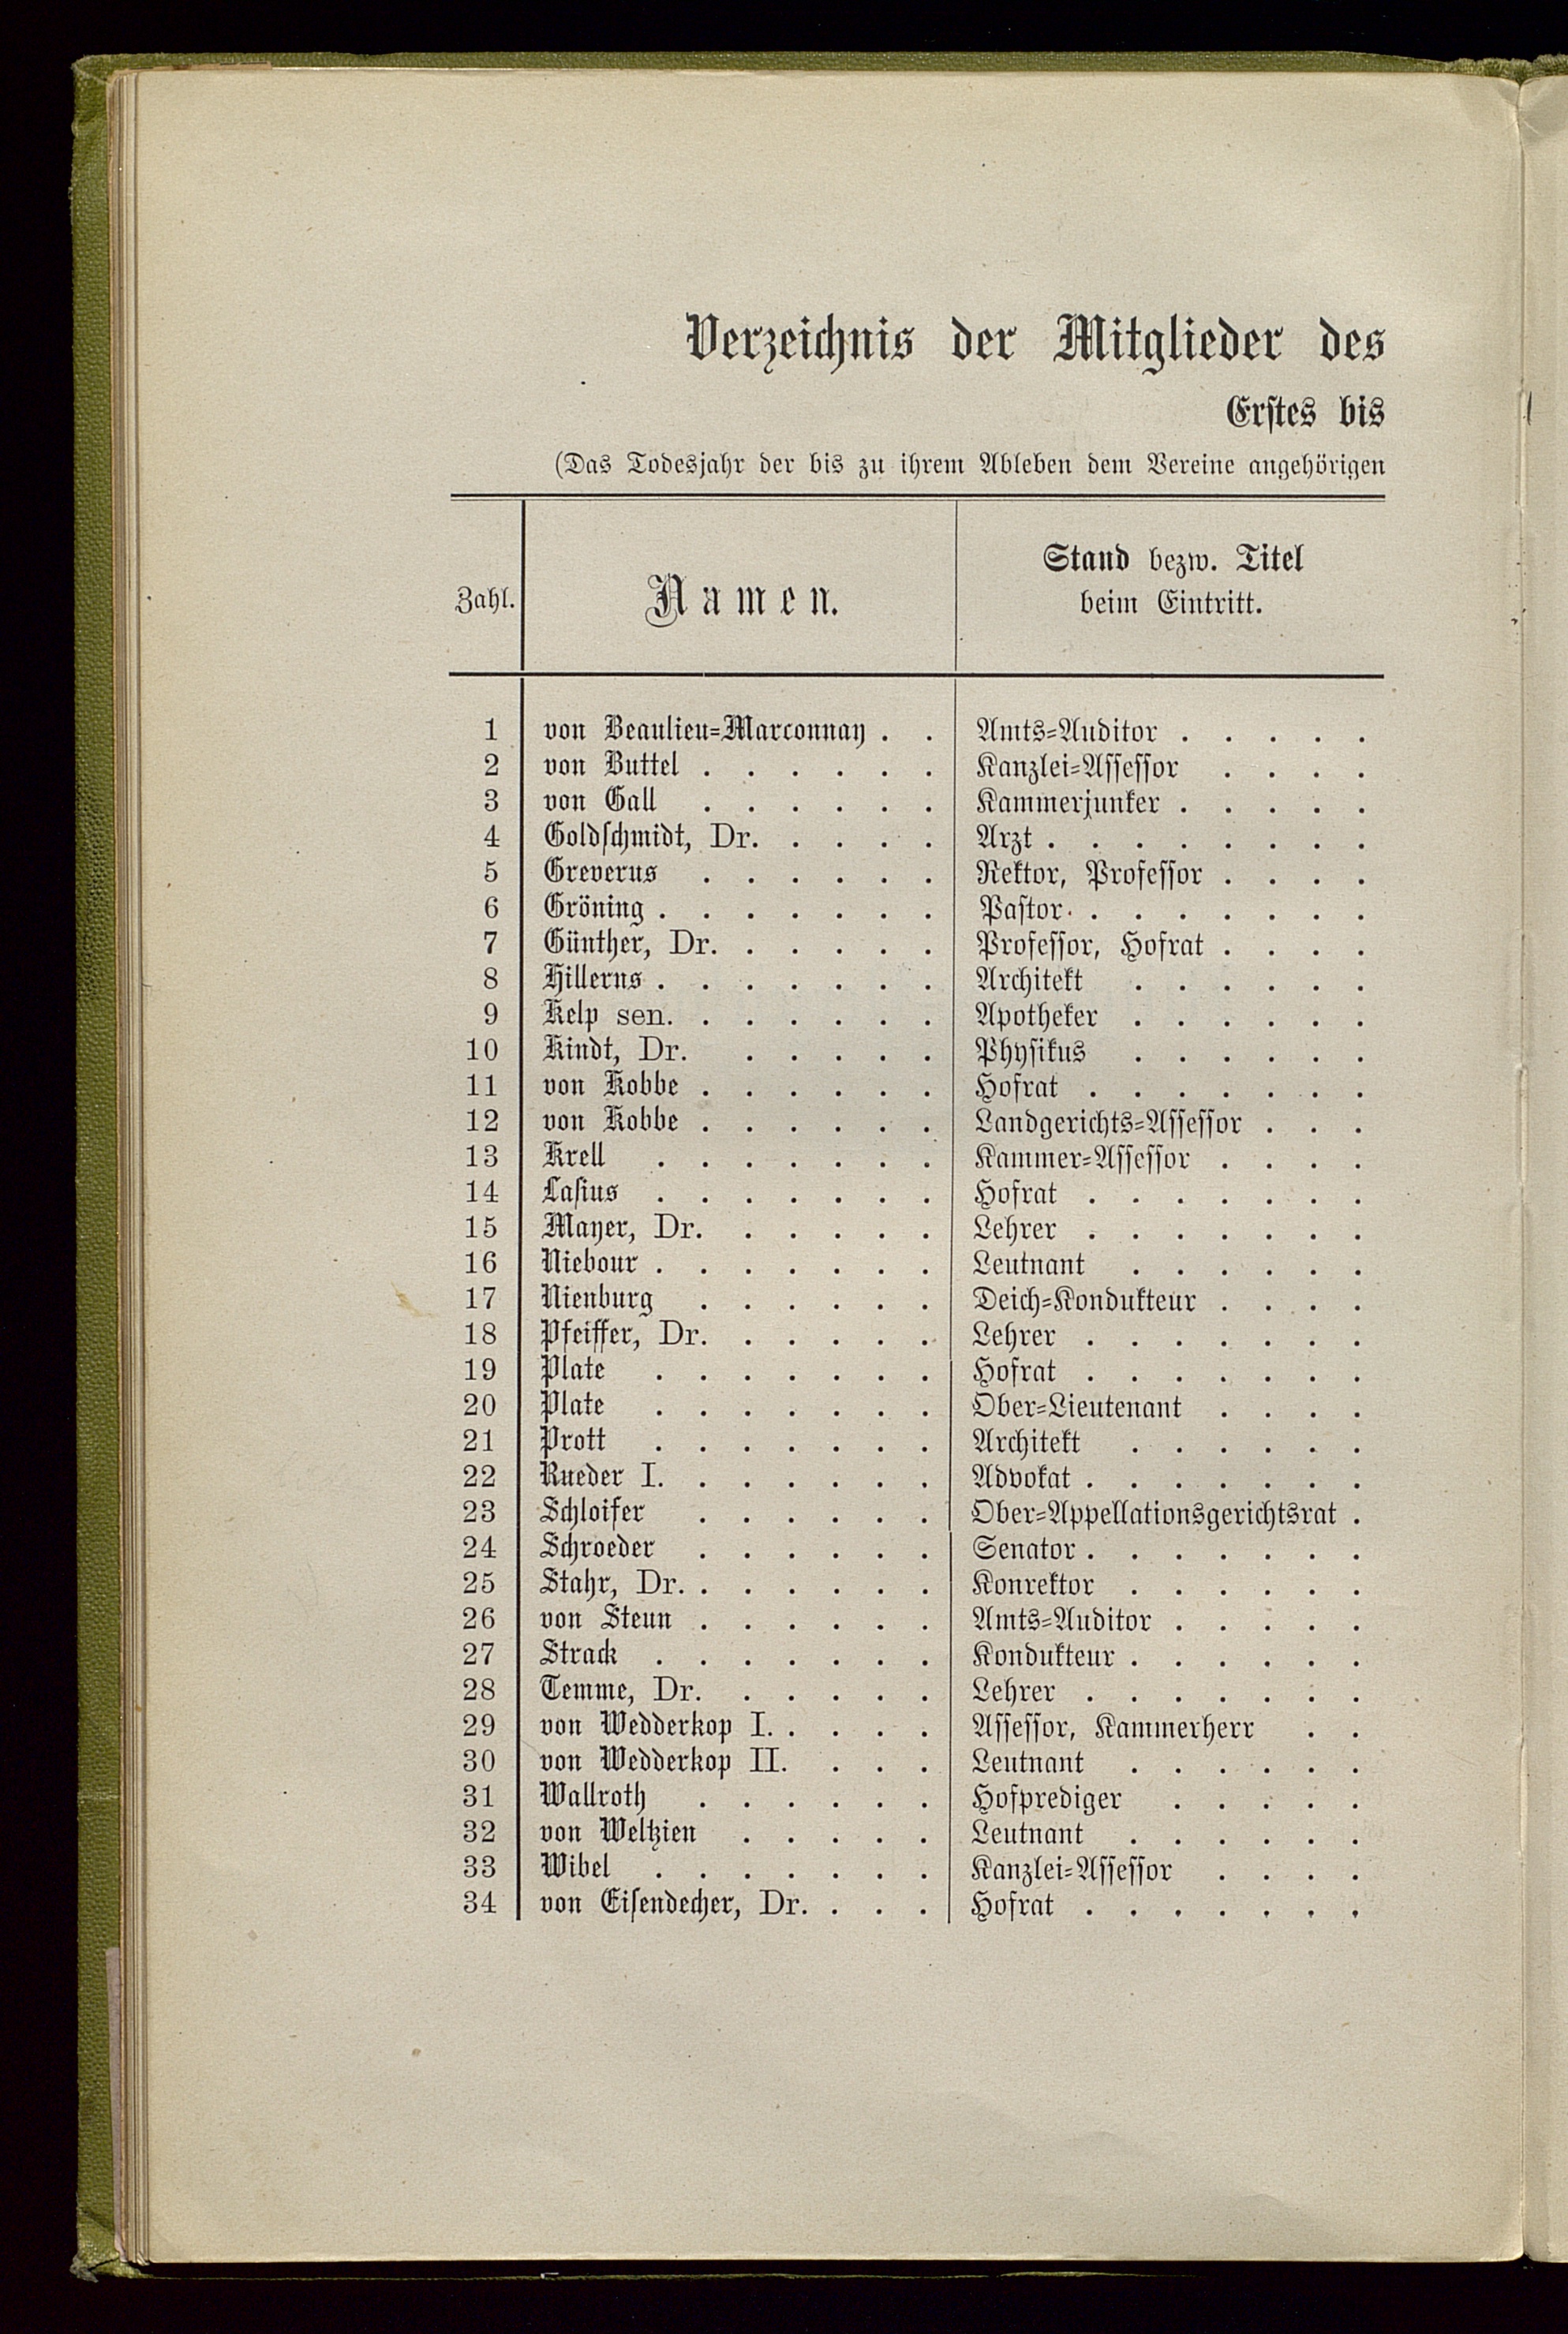 Verzeichnis der Mitglieder des
Erstes bis
(Das Todesjahr der bis zu ihrem Ableben dem Vereine angehörigen
Zahl. Namen. Stand bezw. Titel
beim Eintritt.
1 von Beaulieu=Marconnay . . Amts=Auditor . . . . .
2 von Buttel . . . . . . Kanzlei=Assessor . . . .
3 von Gall . . . . . . Kammerjunker . . . . .
4 Goldschmidt, Dr. . . . . Arzt . . . . . . . .
5 Greverus . . . . . . Rektor, Professor . . . .
6 Gröning . . . . . . . Pastor . . . . . . .
7 Günther, Dr. . . . . . Professor, Hofrat . . . .
8 Hillerns . . . . . . . Architekt . . . . . .
9 Kelp sen. . . . . . . Apotheker . . . . . .
10 Kindt, Dr. . . . . . Physikus . . . . . .
11 von Kobbe . . . . . . Hofrat . . . . . . .
12 von Kobbe . . . . . . Landgerichts=Assessor . . .
13 Krell . . . . . . . Kammer=Assessor . . . .
14 Lasius . . . . . . . Hofrat . . . . . . .
15 Mayer, Dr. . . . . . Lehrer . . . . . . .
16 Niebour . . . . . . . Leutnant . . . . . .
17 Nienburg . . . . . . Deich=Kondukteur . . . .
18 Pfeiffer, Dr. . . . . . Lehrer . . . . . . .
19 Plate . . . . . . . Hofrat . . . . . . .
20 Plate . . . . . . . Ober=Lieutenant . . . .
21 Prott . . . . . . . Architekt . . . . . .
22 Rueder I. . . . . . . Advokat . . . . . . .
23 Schloifer . . . . . . Ober=Appellationsgerichtsrat .
24 Schroeder . . . . . . Senator . . . . . . .
25 Stahr, Dr. . . . . . . Konrektor . . . . . .
26 von Steun . . . . . . Amts=Auditor . . . . .
27 Strack . . . . . . . Kondukteur . . . . . .
28 Temme, Dr. . . . . . Lehrer . . . . . . .
29 von Wedderkop I. . . . . Assessor, Kammerherr . .
30 von Wedderkop II. . . . Leutnant . . . . . .
31 Wallroth . . . . . . Hofprediger . . . . .
32 von Weltzien . . . . . Leutnant . . . . . .
33 Wibel . . . . . . . Kanzlei=Assessor . . . .
34 von Eisendecher, Dr. . . . Hofrat . . . . . . .